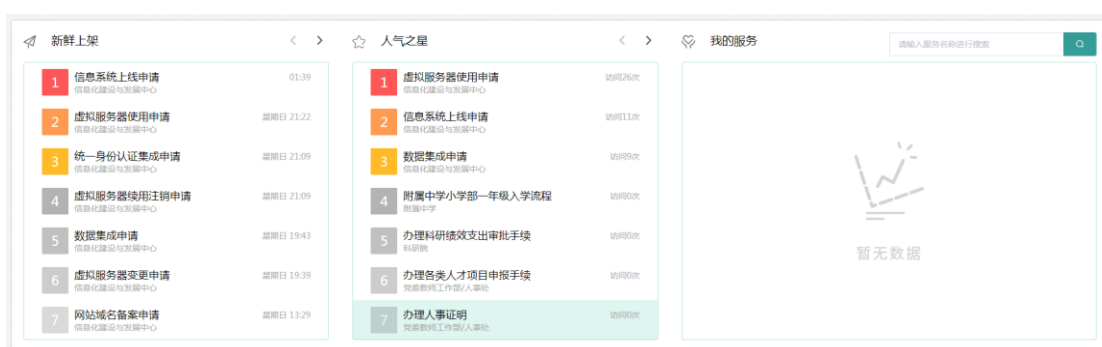 新鲜上架
1 信息系统上线申请 01:39
信息化建设与发展中心
2 虚拟服务器使用申请 星期日 21:22
信息化建设与发展中心
3 统一身份认证集成申请 星期日 21:09
信息化建设与发展中心
4 虚拟服务器续用注销申请 星期日 21:09
信息化建设与发展中心
5 数据集成申请 星期日 19:43
信息化建设与发展中心
6 虚拟服务器变更申请 星期日 19:39
信息化建设与发展中心
7 网站域名备案申请 星期日 13:29
信息化建设与发展中心
人气之星
1 虚拟服务器使用申请 访问26次
信息化建设与发展中心
2 信息系统上线申请 访问11次
信息化建设与发展中心
3 数据集成申请 访问9次
信息化建设与发展中心
4 附属中学小学部一年级入学流程 访问0次
附属中学
5 办理科研绩效支出审批手续 访问0次
科研院
6 办理各类人才项目申报手续 访问0次
党委教师工作部/人事处
7 办理人事证明 访问0次
党委教师工作部/人事处
我的服务
请输入服务名称进行搜索
暂无数据